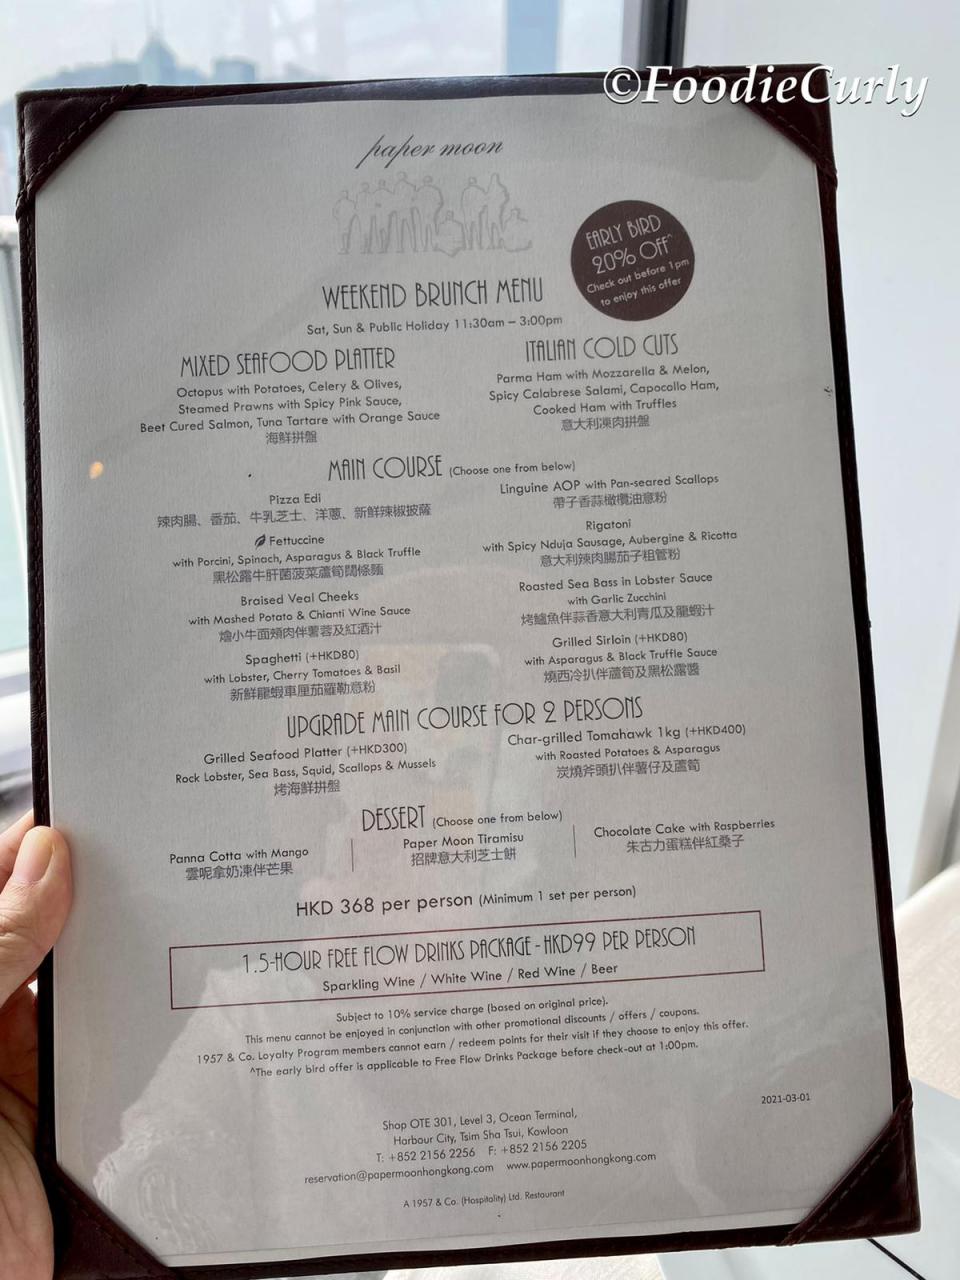 ©FoodieCurly
paper moon
EARLY BIRD
20% OFF^
Check out before 1pm
to enjoy this offer
WEEKEND BRUNCH MENU
Sat, Sun & Public Holiday 11:30am – 3:00pm
MIXED SEAFOOD PLATTER
Octopus with Potatoes, Celery & Olives,
Steamed Prawns with Spicy Pink Sauce,
Beet Cured Salmon, Tuna Tartare with Orange Sauce
海鮮拼盤
ITALIAN COLD CUTS
Parma Ham with Mozzarella & Melon,
Spicy Calabrese Salami, Capocollo Ham,
Cooked Ham with Truffles
意大利凍肉拼盤
MAIN COURSE (Choose one from below)
Pizza Edi
辣肉腸、番茄、牛乳芝士、洋蔥、新鮮辣椒披薩
Linguine AOP with Pan-seared Scallops
帶子香蒜橄欖油意粉
Fettuccine
with Porcini, Spinach, Asparagus & Black Truffle
黑松露牛肝菌菠菜蘆筍闊條麵
Rigatoni
with Spicy Nduja Sausage, Aubergine & Ricotta
意大利辣肉腸茄子粗管粉
Braised Veal Cheeks
with Mashed Potato & Chianti Wine Sauce
燴小牛面頰肉伴薯蓉及紅酒汁
Roasted Sea Bass in Lobster Sauce
with Garlic Zucchini
烤鱸魚伴蒜香意大利青瓜及龍蝦汁
Spaghetti (+HKD80)
with Lobster, Cherry Tomatoes & Basil
新鮮龍蝦車厘茄羅勒意粉
Grilled Sirloin (+HKD80)
with Asparagus & Black Truffle Sauce
燒西冷扒伴蘆筍及黑松露醬
UPGRADE MAIN COURSE FOR 2 PERSONS
Grilled Seafood Platter (+HKD300)
Rock Lobster, Sea Bass, Squid, Scallops & Mussels
烤海鮮拼盤
Char-grilled Tomahawk 1kg (+HKD400)
with Roasted Potatoes & Asparagus
炭燒斧頭扒伴薯仔及蘆筍
DESSERT (Choose one from below)
Panna Cotta with Mango
雲呢拿奶凍伴芒果
Paper Moon Tiramisu
招牌意大利芝士餅
Chocolate Cake with Raspberries
朱古力蛋糕伴紅桑子
HKD 368 per person (Minimum 1 set per person)
1.5-HOUR FREE FLOW DRINKS PACKAGE - HKD99 PER PERSON
Sparkling Wine / White Wine / Red Wine / Beer
Subject to 10% service charge (based on original price).
This menu cannot be enjoyed in conjunction with other promotional discounts / offers / coupons.
1957 & Co. Loyalty Program members cannot earn / redeem points for their visit if they choose to enjoy this offer.
^The early bird offer is applicable to Free Flow Drinks Package before check-out at 1:00pm.
2021-03-01
Shop OTE 301, Level 3, Ocean Terminal,
Harbour City, Tsim Sha Tsui, Kowloon
T: +852 2156 2256 F: +852 2156 2205
reservation@papermoonhongkong.com www.papermoonhongkong.com
A 1957 & Co. (Hospitality) Ltd. Restaurant